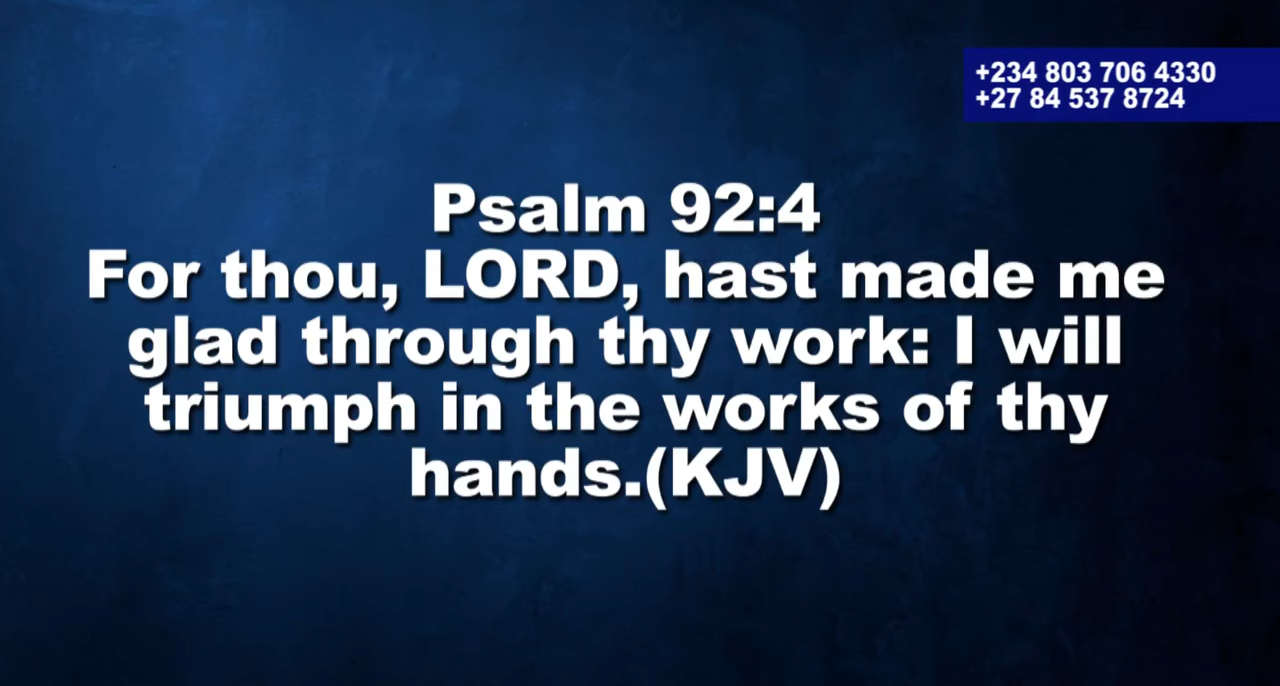 +234 803 706 4330
+27 84 537 8724
Psalm 92:4
For thou, LORD, hast made me
glad through thy work: I will
triumph in the works of thy
hands.(KJV)